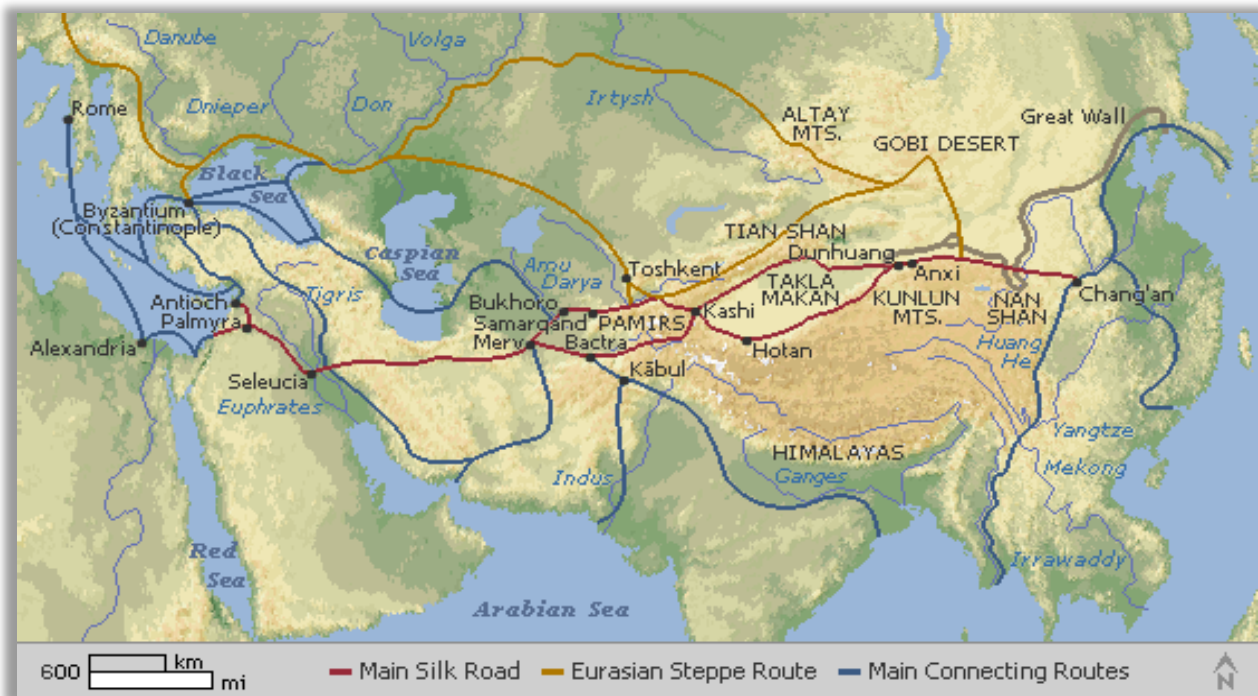 Danube
Volga
Rome
Dnieper
Don
Irtysh
ALTAY
MTS.
Great Wall
GOBI DESERT
Black
Sea
Byzantium
(Constantinople)
TIAN SHAN
Dunhuang
Caspian
Sea
Amu
Darya
Toshkent
Anxi
TAKLA
MAKAN
KUNLUN
MTS.
NAN
SHAN
Chang'an
Tigris
Antioch
Palmyra
Bukhoro
Samarqand
PAMIRS
Kashi
Alexandria
Merv
Bactra
Hotan
Huang
He
Seleucia
Kābul
Euphrates
Yangtze
HIMALAYAS
Indus
Ganges
Mekong
Red
Sea
Arabian Sea
Irrawaddy
600 km
mi
Main Silk Road
Eurasian Steppe Route
Main Connecting Routes
N